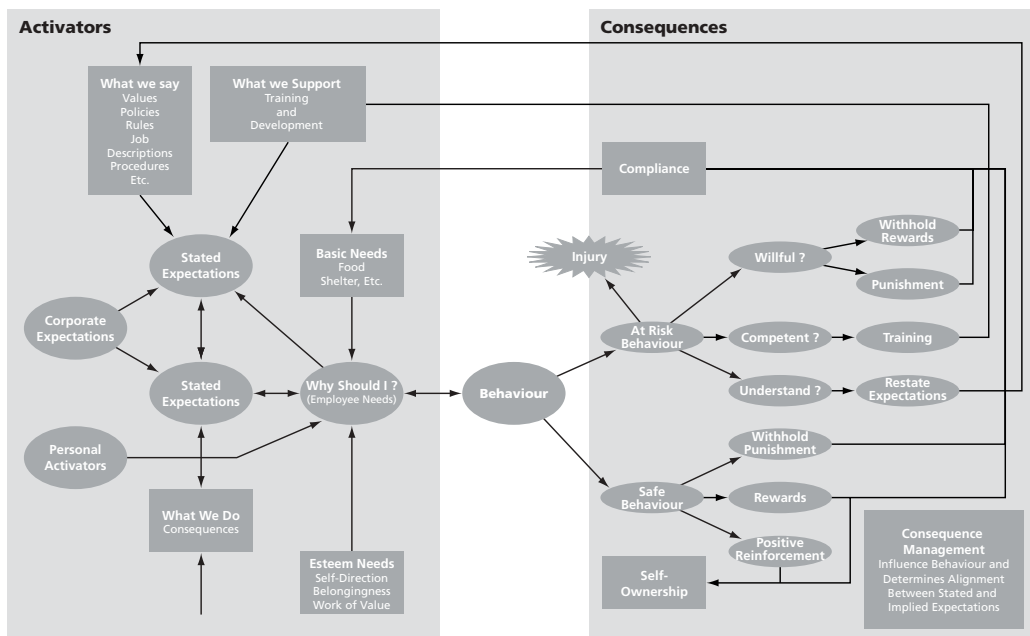 Activators
What we say
Values
Policies
Rules
Job
Descriptions
Procedures
Etc.
What we Support
Training
and
Development
Stated
Expectations
Basic Needs
Food
Shelter, Etc.
Corporate
Expectations
Stated
Expectations
Why Should I ?
(Employee Needs)
Personal
Activators
What We Do
Consequences
Esteem Needs
Self-Direction
Belongingness
Work of Value
Behaviour
Consequences
Compliance
Injury
Willful ?
Withhold
Rewards
Punishment
At Risk
Behaviour
Competent ?
Training
Understand ?
Restate
Expectations
Withhold
Punishment
Safe
Behaviour
Rewards
Positive
Reinforcement
Self-
Ownership
Consequence
Management
Influence Behaviour and
Determines Alignment
Between Stated and
Implied Expectations